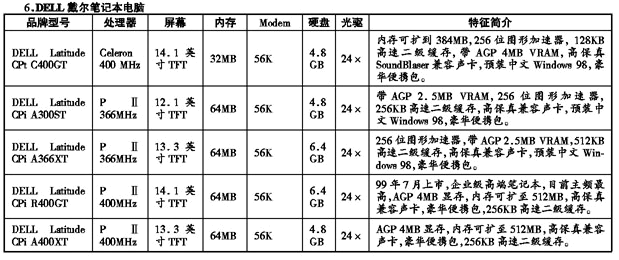 6.DELL 戴尔笔记本电脑
品牌型号 处理器 屏幕 内存 Modem 硬盘 光驱 特征简介
DELL Latitude CPt C400GT
Celeron 400 MHz
14.1 英寸 TFT
32MB
56K
4.8 GB
24×
内存可扩到 384MB,256 位图形加速器, 128KB
高速二级缓存, 带 AGP 4MB VRAM, 高保真
SoundBlaser 兼容声卡, 预装中文 Windows 98, 豪
华便携包。
DELL Latitude CPi A300ST
P Ⅱ 366MHz
12.1 英寸 TFT
64MB
56K
4.8 GB
24×
带 AGP 2.5MB VRAM, 256 位图形加速器,
256KB 高速二级缓存, 高保真兼容声卡, 预装中
文 Windows 98, 豪华便携包。
DELL Latitude CPi A366XT
P Ⅱ 366MHz
13.3 英寸 TFT
64MB
56K
6.4 GB
24×
256 位图形加速器, 带 AGP2.5MB VRAM,512KB
高速二级缓存, 高保真兼容声卡, 预装中文 Win-
dows 98, 豪华便携包。
DELL Latitude CPi R400GT
P Ⅱ 400MHz
14.1 英寸 TFT
64MB
56K
6.4 GB
24×
99 年 7 月上市, 企业级高端笔记本, 目前主频最
高, AGP 4MB 显存, 内存可扩至 512MB, 高保真
兼容声卡, 豪华便携包,256KB 高速二级缓存。
DELL Latitude CPi A400XT
P Ⅱ 400MHz
13.3 英寸 TFT
64MB
56K
4.8 GB
24×
AGP 4MB 显存, 内存可扩至 512MB, 高保真兼容声
卡, 豪华便携包,256KB 高速二级缓存。